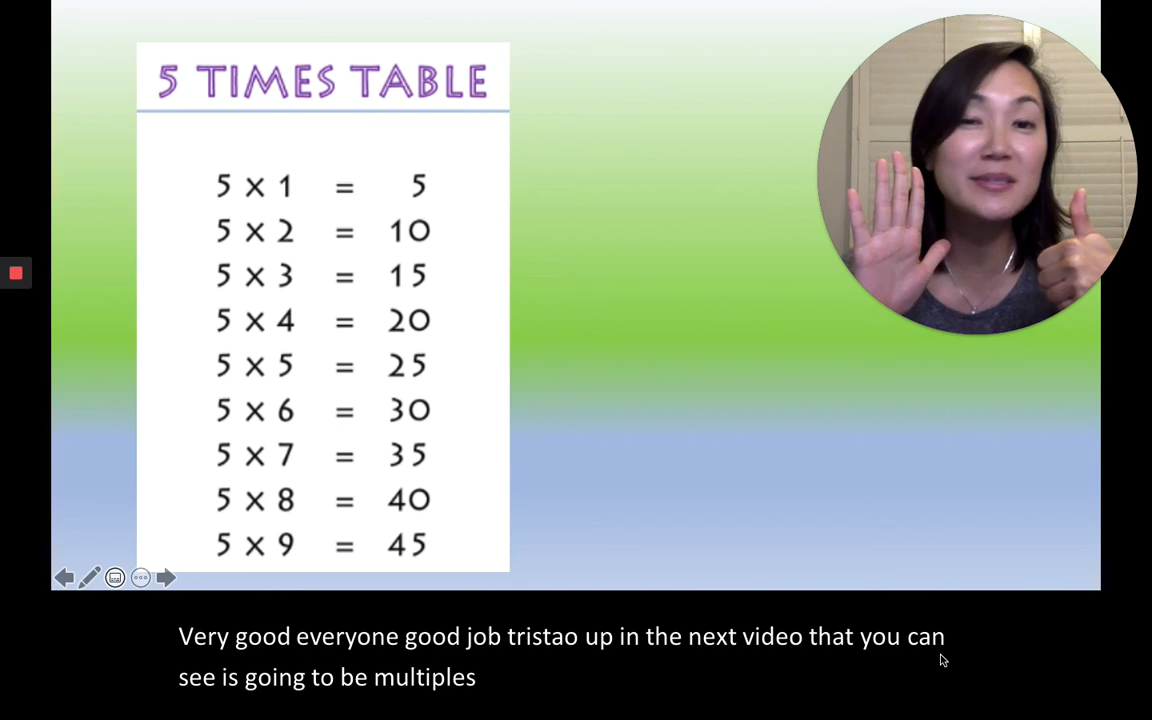 5 TIMES TABLE
5 x 1 = 5
5 x 2 = 10
5 x 3 = 15
5 x 4 = 20
5 x 5 = 25
5 x 6 = 30
5 x 7 = 35
5 x 8 = 40
5 x 9 = 45
Very good everyone good job tristao up in the next video that you can
see is going to be multiples